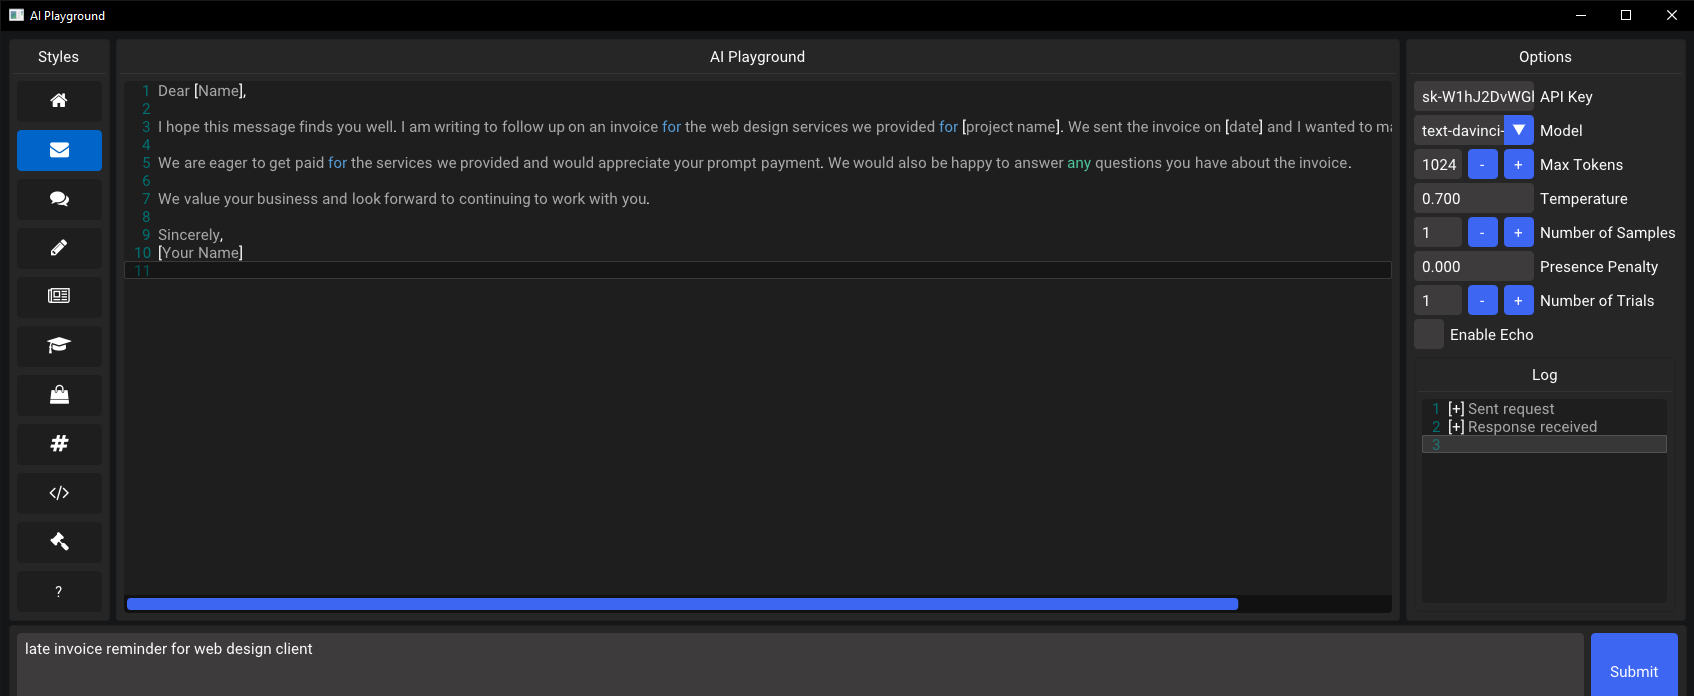 AI Playground
Styles
AI Playground
Options
1 Dear [Name],
2
3 I hope this message finds you well. I am writing to follow up on an invoice for the web design services we provided for [project name]. We sent the invoice on [date] and I wanted to ma
4
5 We are eager to get paid for the services we provided and would appreciate your prompt payment. We would also be happy to answer any questions you have about the invoice.
6
7 We value your business and look forward to continuing to work with you.
8
9 Sincerely,
10 [Your Name]
11
#
</>
?
API Key
text-davinci- Model
1024 - + Max Tokens
0.700 Temperature
1 - + Number of Samples
0.000 Presence Penalty
1 - + Number of Trials
Enable Echo
Log
1 [+] Sent request
2 [+] Response received
3
late invoice reminder for web design client
Submit